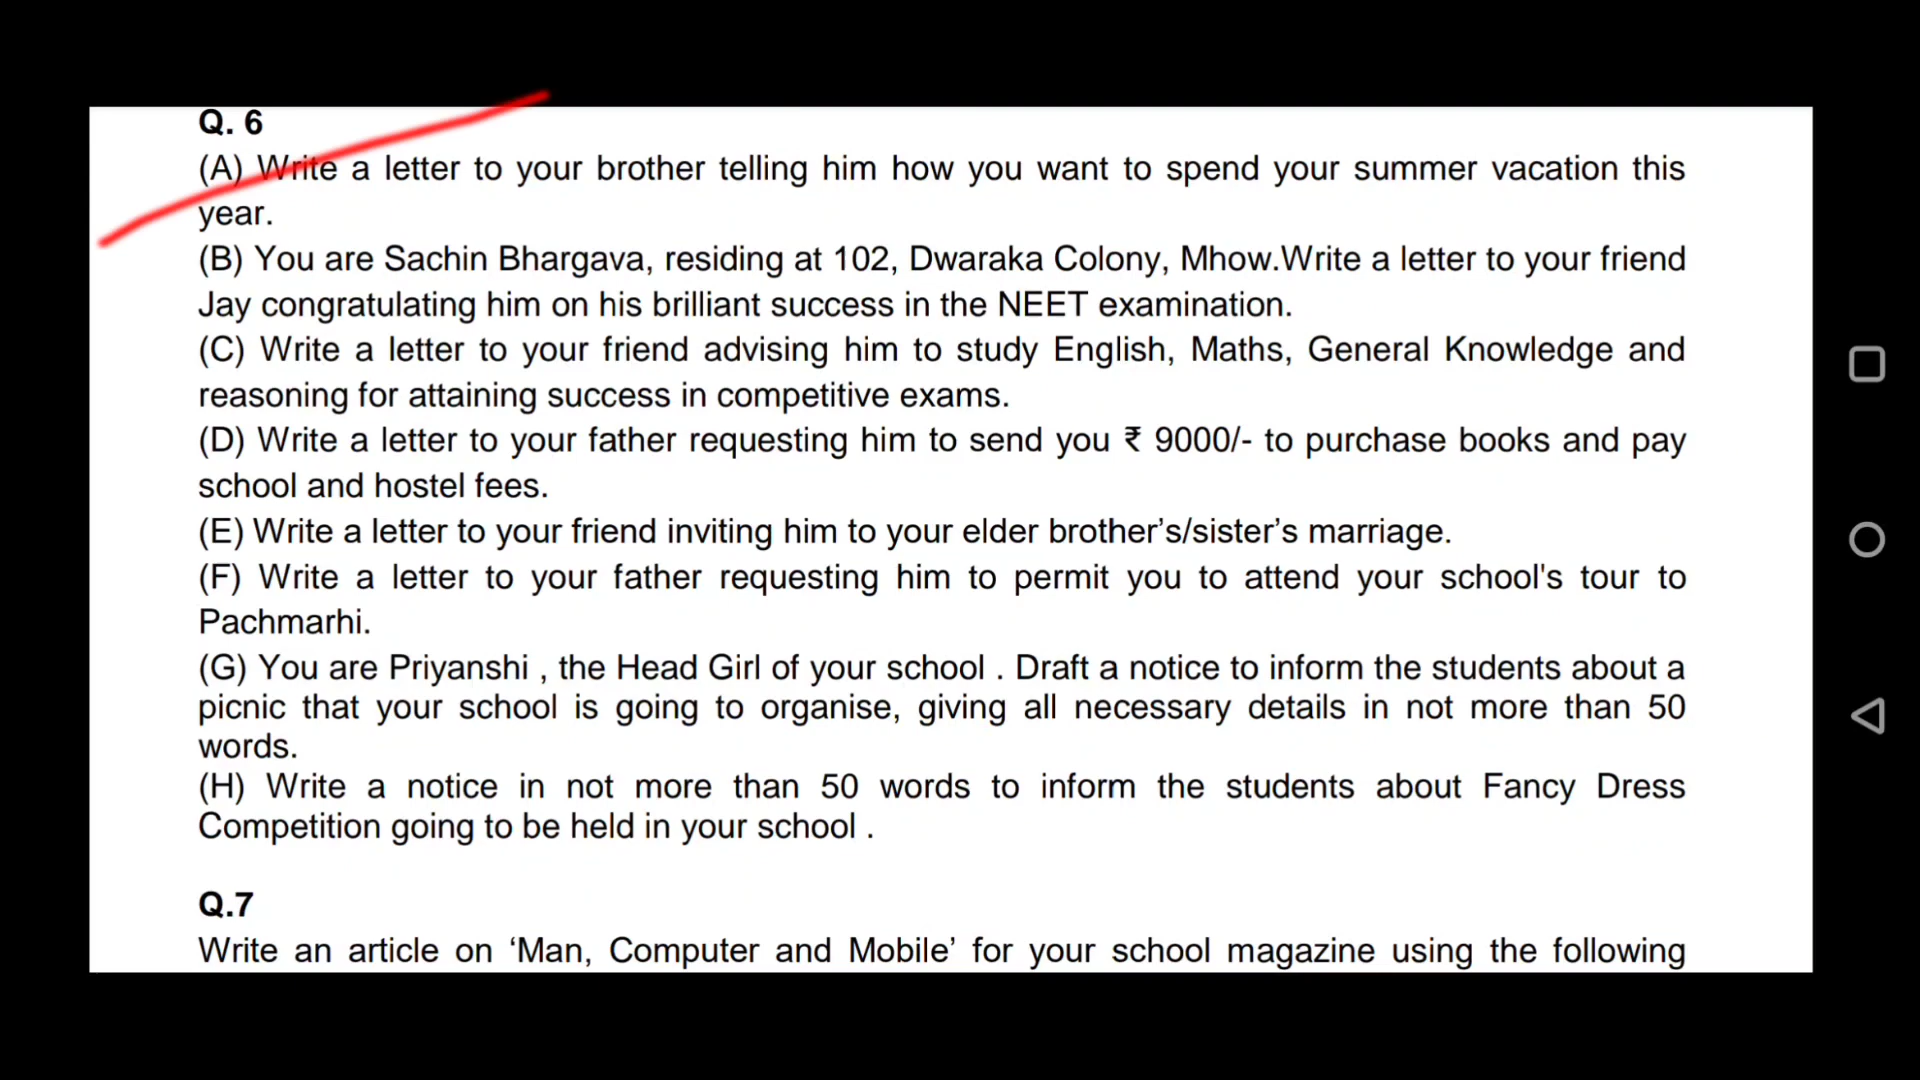 Q. 6
(A) Write a letter to your brother telling him how you want to spend your summer vacation this
year.
(B) You are Sachin Bhargava, residing at 102, Dwaraka Colony, Mhow.Write a letter to your friend
Jay congratulating him on his brilliant success in the NEET examination.
(C) Write a letter to your friend advising him to study English, Maths, General Knowledge and
reasoning for attaining success in competitive exams.
(D) Write a letter to your father requesting him to send you ₹ 9000/- to purchase books and pay
school and hostel fees.
(E) Write a letter to your friend inviting him to your elder brother’s/sister’s marriage.
(F) Write a letter to your father requesting him to permit you to attend your school's tour to
Pachmarhi.
(G) You are Priyanshi , the Head Girl of your school . Draft a notice to inform the students about a
picnic that your school is going to organise, giving all necessary details in not more than 50
words.
(H) Write a notice in not more than 50 words to inform the students about Fancy Dress
Competition going to be held in your school .
Q.7
Write an article on ‘Man, Computer and Mobile’ for your school magazine using the following